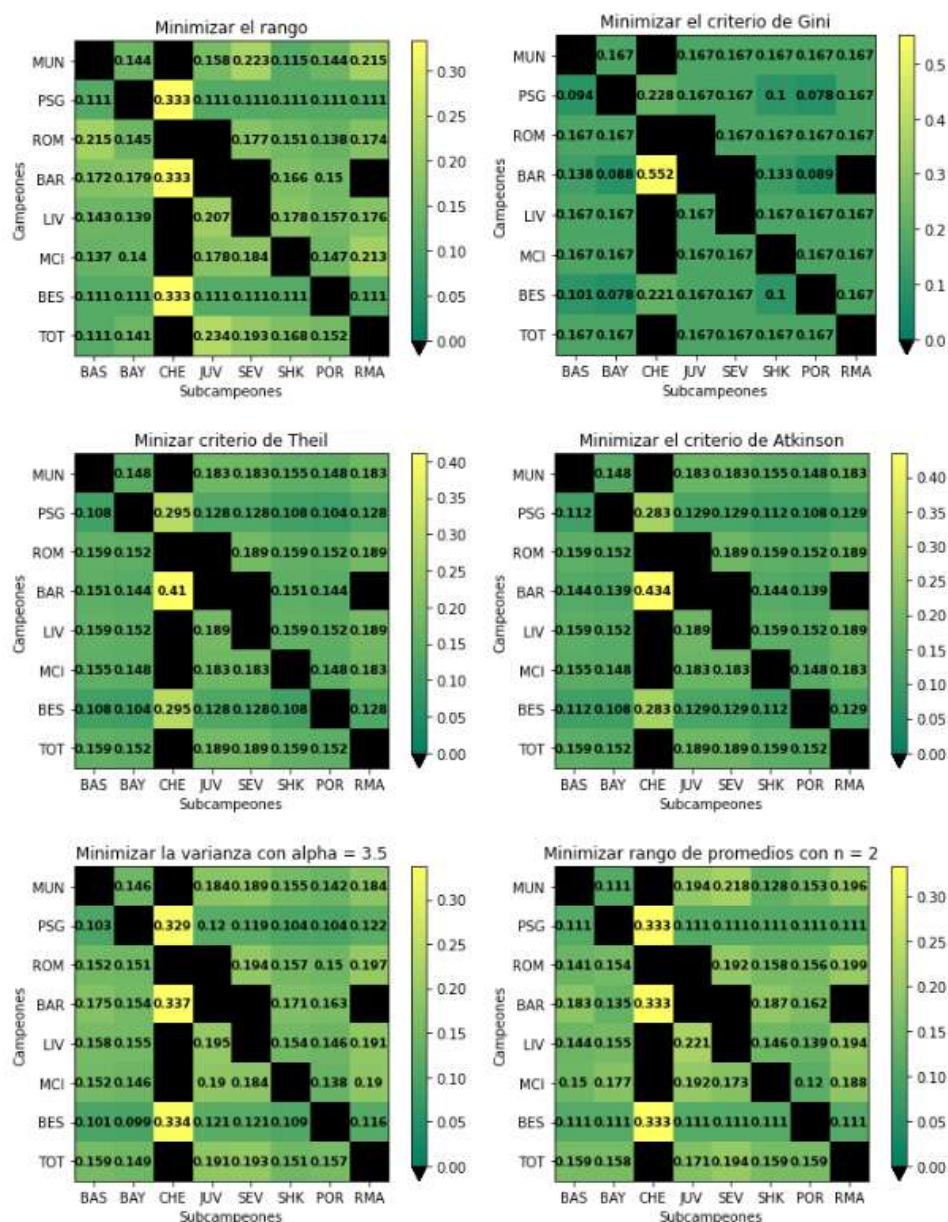 Minimizar el rango
MUN 0.144 0.158 0.223 0.115 0.144 0.215
PSG 0.111 0.333 0.111 0.111 0.111 0.111 0.111
ROM 0.215 0.145 0.177 0.151 0.138 0.174
BAR 0.172 0.179 0.333 0.166 0.15
LIV 0.143 0.139 0.207 0.178 0.157 0.176
MCI 0.137 0.14 0.178 0.184 0.147 0.213
BES 0.111 0.111 0.333 0.111 0.111 0.111 0.111
TOT 0.111 0.141 0.234 0.193 0.168 0.152
BAS BAY CHE JUV SEV SHK POR RMA
Subcampeones
Campeones
0.30
0.25
0.20
0.15
0.10
0.05
0.00
Minimizar el criterio de Gini
MUN 0.167 0.167 0.167 0.167 0.167 0.167
PSG 0.094 0.228 0.167 0.167 0.1 0.078 0.167
ROM 0.167 0.167 0.167 0.167 0.167 0.167
BAR 0.138 0.088 0.552 0.133 0.089
LIV 0.167 0.167 0.167 0.167 0.167 0.167
MCI 0.167 0.167 0.167 0.167 0.167 0.167
BES 0.101 0.078 0.221 0.167 0.167 0.1 0.167
TOT 0.167 0.167 0.167 0.167 0.167 0.167
BAS BAY CHE JUV SEV SHK POR RMA
Subcampeones
Campeones
0.5
0.4
0.3
0.2
0.1
0.0
Minizar criterio de Theil
MUN 0.148 0.183 0.183 0.155 0.148 0.183
PSG 0.108 0.295 0.128 0.128 0.108 0.104 0.128
ROM 0.159 0.152 0.189 0.159 0.152 0.189
BAR 0.151 0.144 0.41 0.151 0.144
LIV 0.159 0.152 0.189 0.159 0.152 0.189
MCI 0.155 0.148 0.183 0.183 0.148 0.183
BES 0.108 0.104 0.295 0.128 0.128 0.108 0.128
TOT 0.159 0.152 0.189 0.189 0.159 0.152
BAS BAY CHE JUV SEV SHK POR RMA
Subcampeones
Campeones
0.40
0.35
0.30
0.25
0.20
0.15
0.10
0.05
0.00
Minimizar el criterio de Atkinson
MUN 0.148 0.183 0.183 0.155 0.148 0.183
PSG 0.112 0.283 0.129 0.129 0.112 0.108 0.129
ROM 0.159 0.152 0.189 0.159 0.152 0.189
BAR 0.144 0.139 0.434 0.144 0.139
LIV 0.159 0.152 0.189 0.159 0.152 0.189
MCI 0.155 0.148 0.183 0.183 0.148 0.183
BES 0.112 0.108 0.283 0.129 0.129 0.112 0.129
TOT 0.159 0.152 0.189 0.189 0.159 0.152
BAS BAY CHE JUV SEV SHK POR RMA
Subcampeones
Campeones
0.40
0.35
0.30
0.25
0.20
0.15
0.10
0.05
0.00
Minimizar la varianza con alpha = 3.5
MUN 0.146 0.184 0.189 0.155 0.142 0.184
PSG 0.103 0.329 0.12 0.119 0.104 0.104 0.122
ROM 0.152 0.151 0.194 0.157 0.15 0.197
BAR 0.175 0.154 0.337 0.171 0.163
LIV 0.158 0.155 0.195 0.154 0.146 0.191
MCI 0.152 0.146 0.19 0.184 0.138 0.19
BES 0.101 0.099 0.334 0.121 0.121 0.109 0.116
TOT 0.159 0.149 0.191 0.193 0.151 0.157
BAS BAY CHE JUV SEV SHK POR RMA
Subcampeones
Campeones
0.30
0.25
0.20
0.15
0.10
0.05
0.00
Minimizar rango de promedios con n = 2
MUN 0.111 0.194 0.218 0.128 0.153 0.196
PSG 0.111 0.333 0.111 0.111 0.111 0.111 0.111
ROM 0.141 0.154 0.192 0.158 0.156 0.199
BAR 0.183 0.135 0.333 0.187 0.162
LIV 0.144 0.155 0.221 0.146 0.139 0.194
MCI 0.15 0.177 0.192 0.173 0.12 0.188
BES 0.111 0.111 0.333 0.111 0.111 0.111 0.111
TOT 0.159 0.158 0.171 0.194 0.159 0.159
BAS BAY CHE JUV SEV SHK POR RMA
Subcampeones
Campeones
0.30
0.25
0.20
0.15
0.10
0.05
0.00